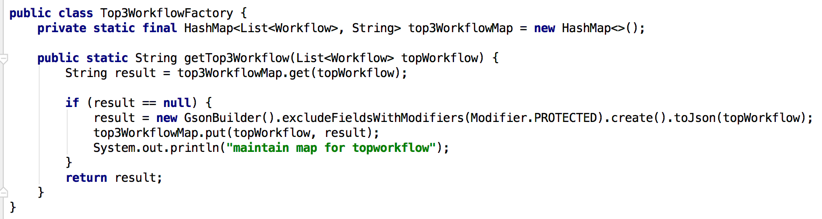 public class Top3WorkflowFactory {
    private static final HashMap<List<Workflow>, String> top3WorkflowMap = new HashMap<>();

    public static String getTop3Workflow(List<Workflow> topWorkflow) {
        String result = top3WorkflowMap.get(topWorkflow);

        if (result == null) {
            result = new GsonBuilder().excludeFieldsWithModifiers(Modifier.PROTECTED).create().toJson(topWorkflow);
            top3WorkflowMap.put(topWorkflow, result);
            System.out.println("maintain map for topworkflow");
        }
        return result;
    }
}